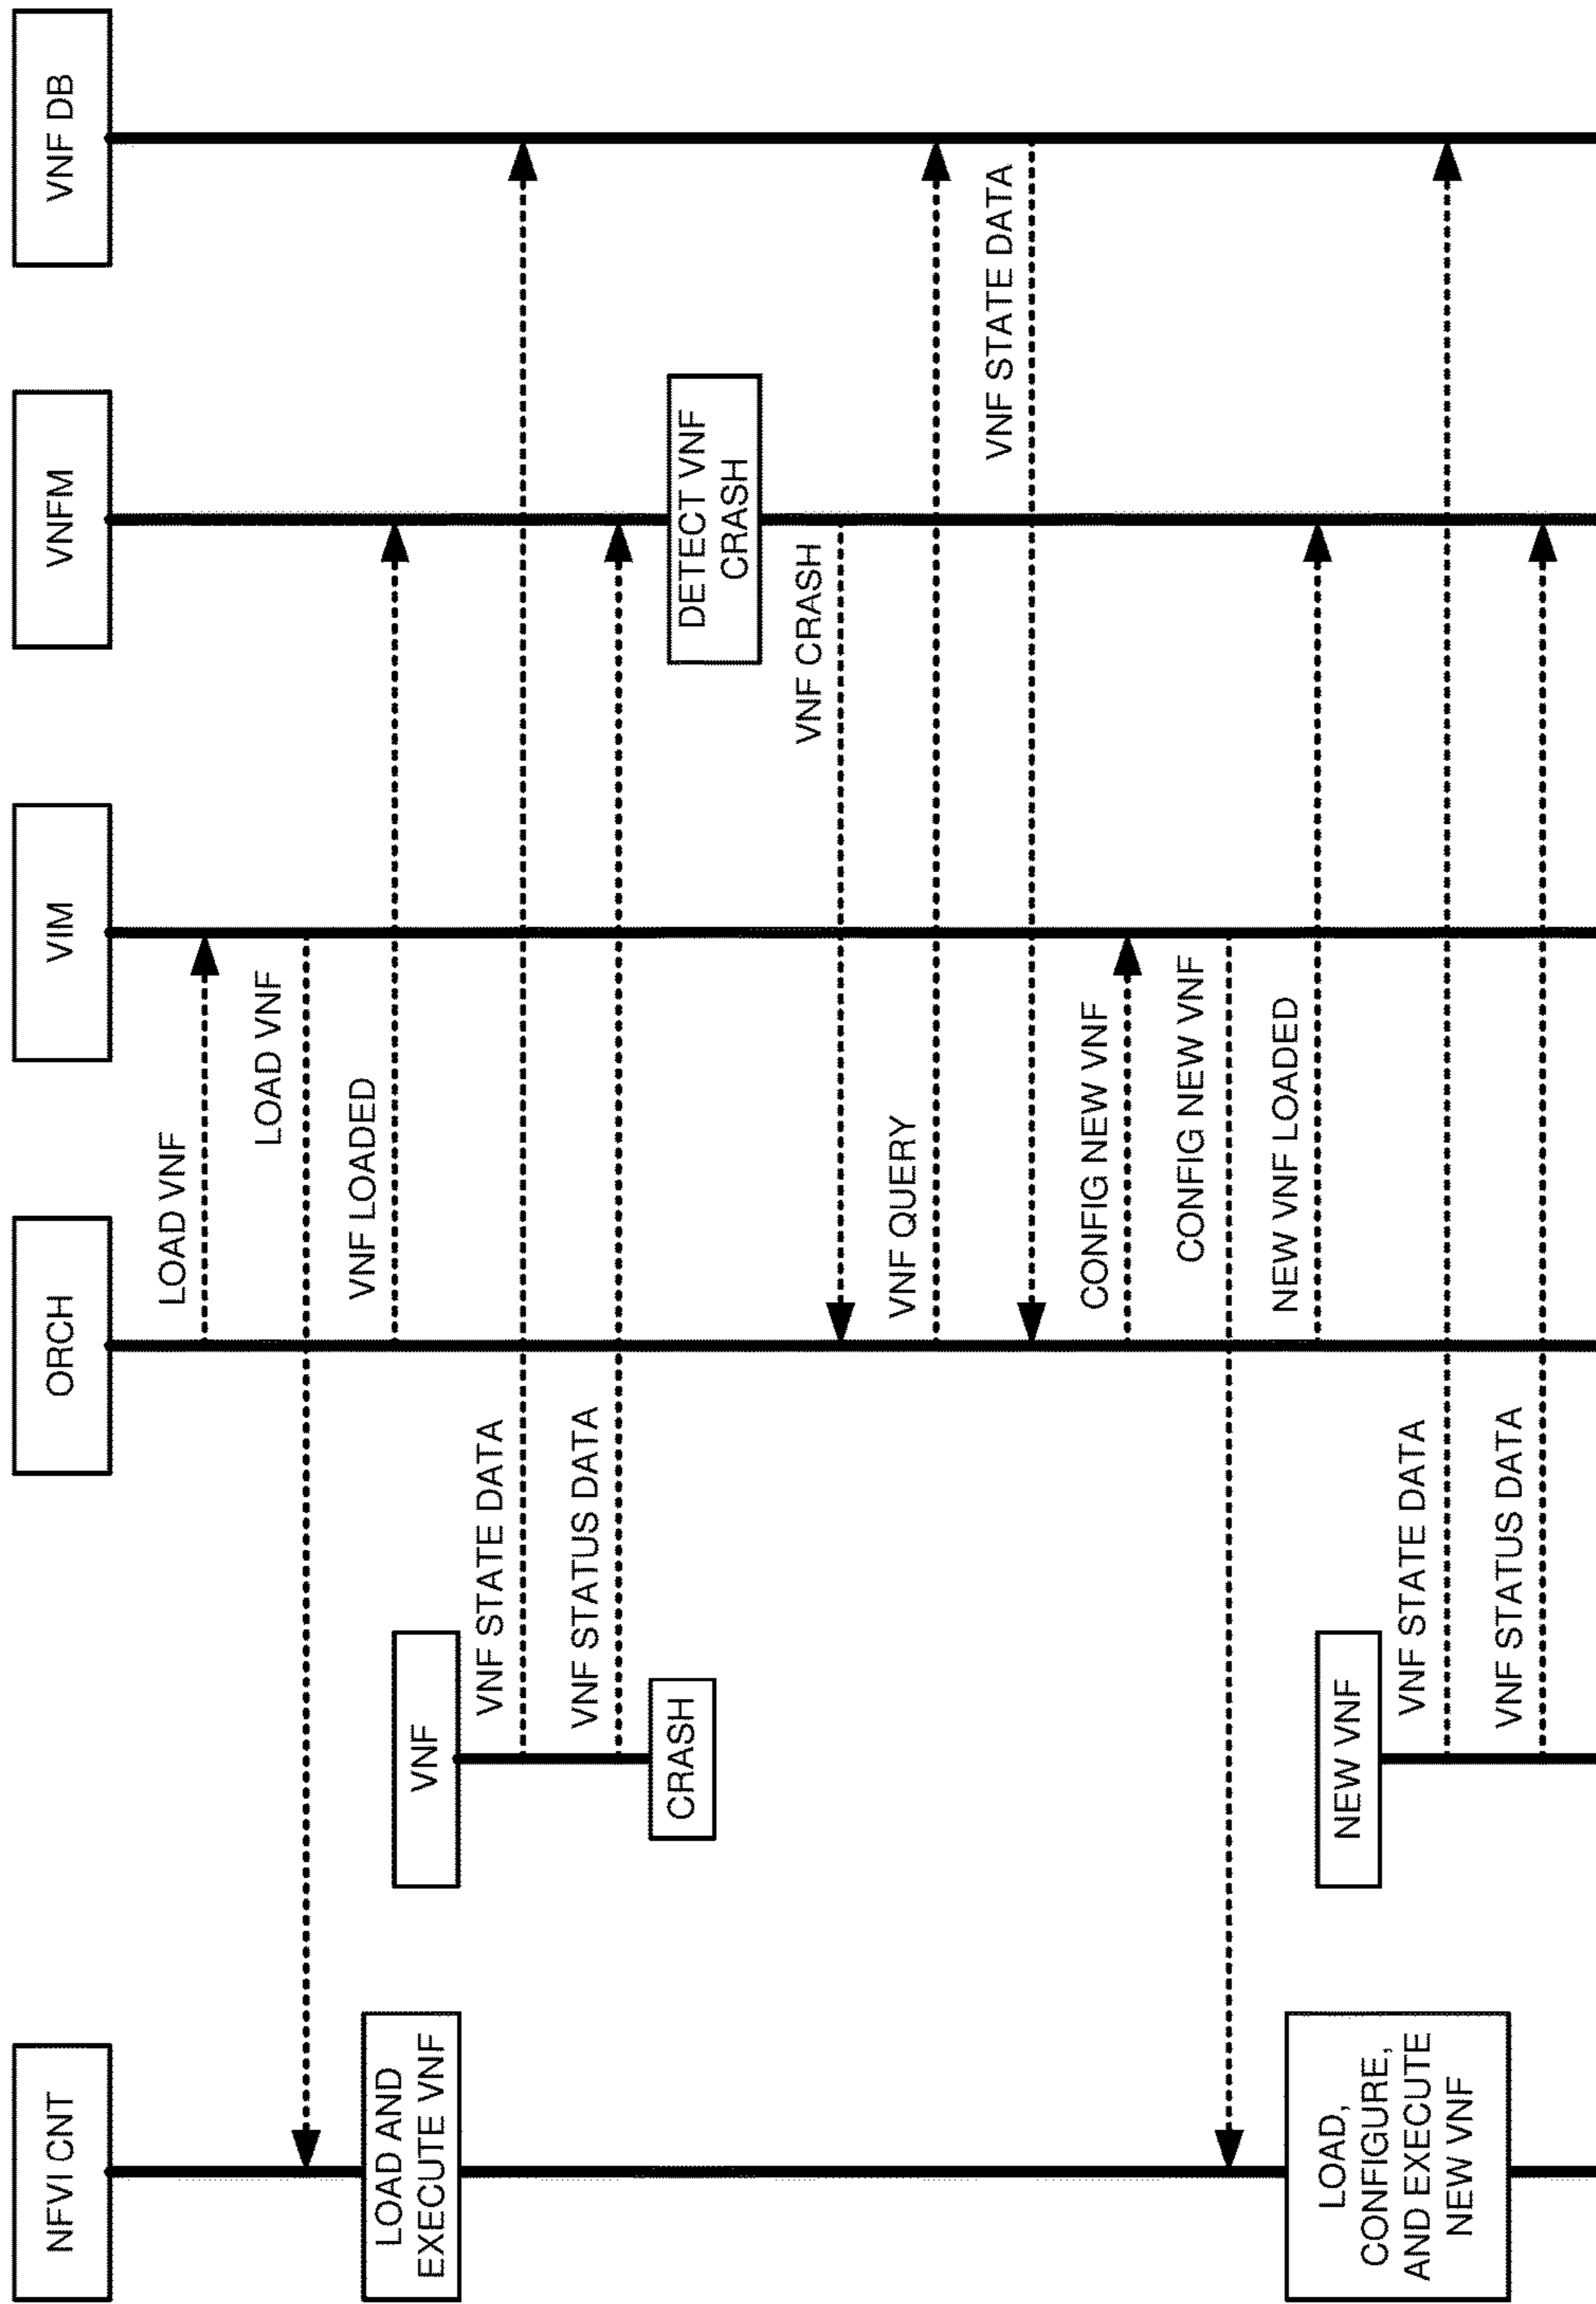 NFVI CNT
ORCH
VIM
VNFM
VNF DB
LOAD VNF
LOAD VNF
LOAD AND
EXECUTE VNF
VNF
VNF LOADED
VNF STATE DATA
VNF STATUS DATA
CRASH
DETECT VNF
CRASH
VNF CRASH
VNF QUERY
VNF STATE DATA
CONFIG NEW VNF
CONFIG NEW VNF
NEW VNF LOADED
LOAD,
CONFIGURE,
AND EXECUTE
NEW VNF
NEW VNF
VNF STATE DATA
VNF STATUS DATA